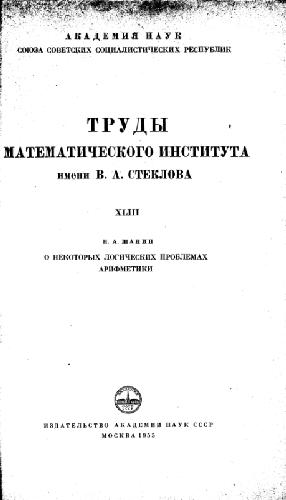 АКАДЕМИЯ НАУК
СОЮЗА СОВЕТСКИХ СОЦИАЛИСТИЧЕСКИХ РЕСПУБЛИК
ТРУДЫ
МАТЕМАТИЧЕСКОГО ИНСТИТУТА
имени В. А. СТЕКЛОВА
XLIII
Н. А. ШАНИН
О НЕКОТОРЫХ ЛОГИЧЕСКИХ ПРОБЛЕМАХ
АРИФМЕТИКИ
ИЗДАТЕЛЬСТВО АКАДЕМИИ НАУК СССР
МОСКВА 1955